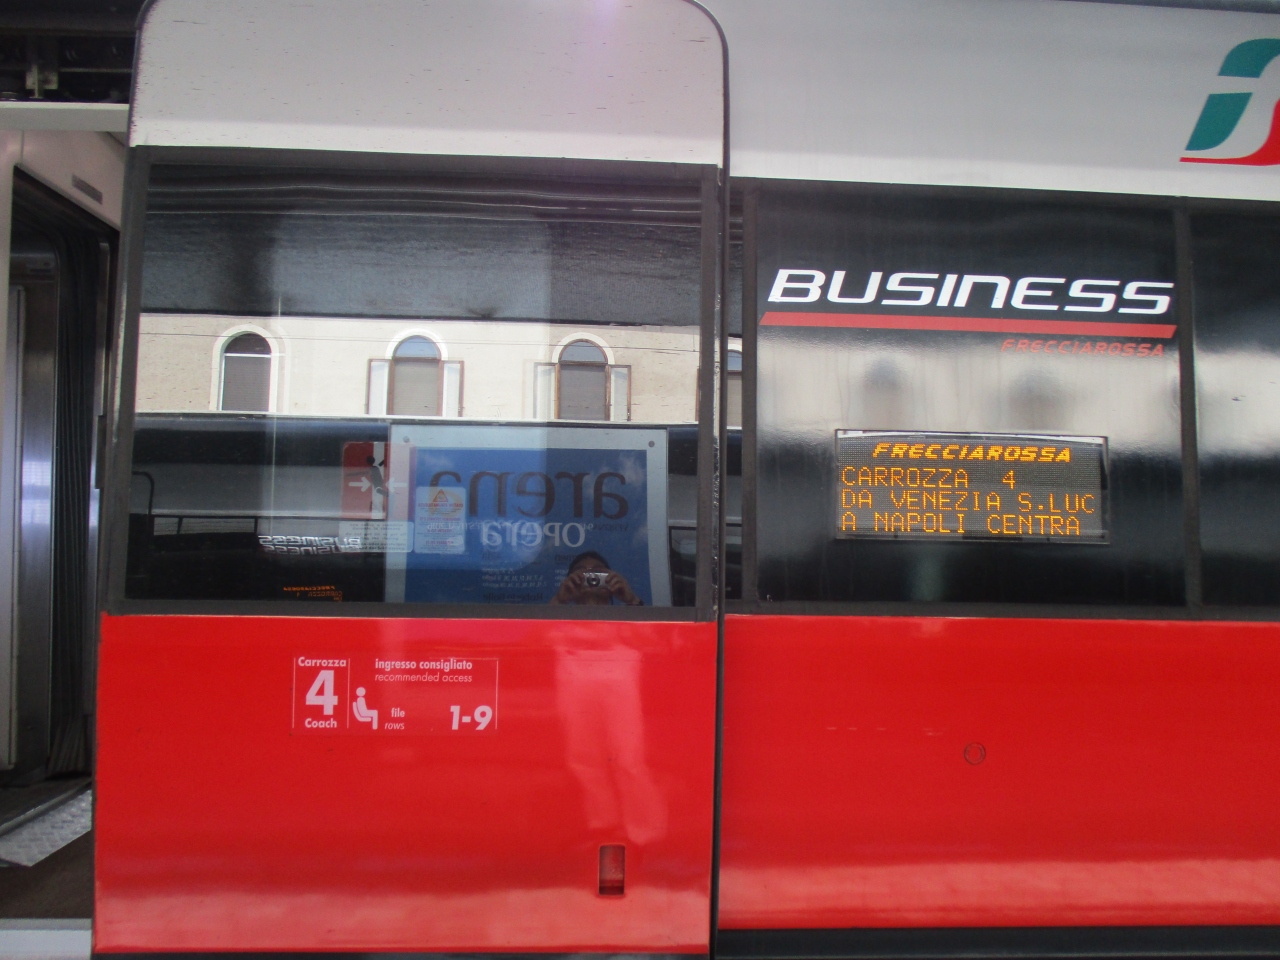 BUSINESS
FRECCIAROSSA
FRECCIAROSSA
CARROZZA 4
DA VENEZIA S.LUC
A NAPOLI CENTRA
arena
opera
BUSINESS
Carrozza
4
Coach
ingresso consigliato
recommended access
file
rows
1-9